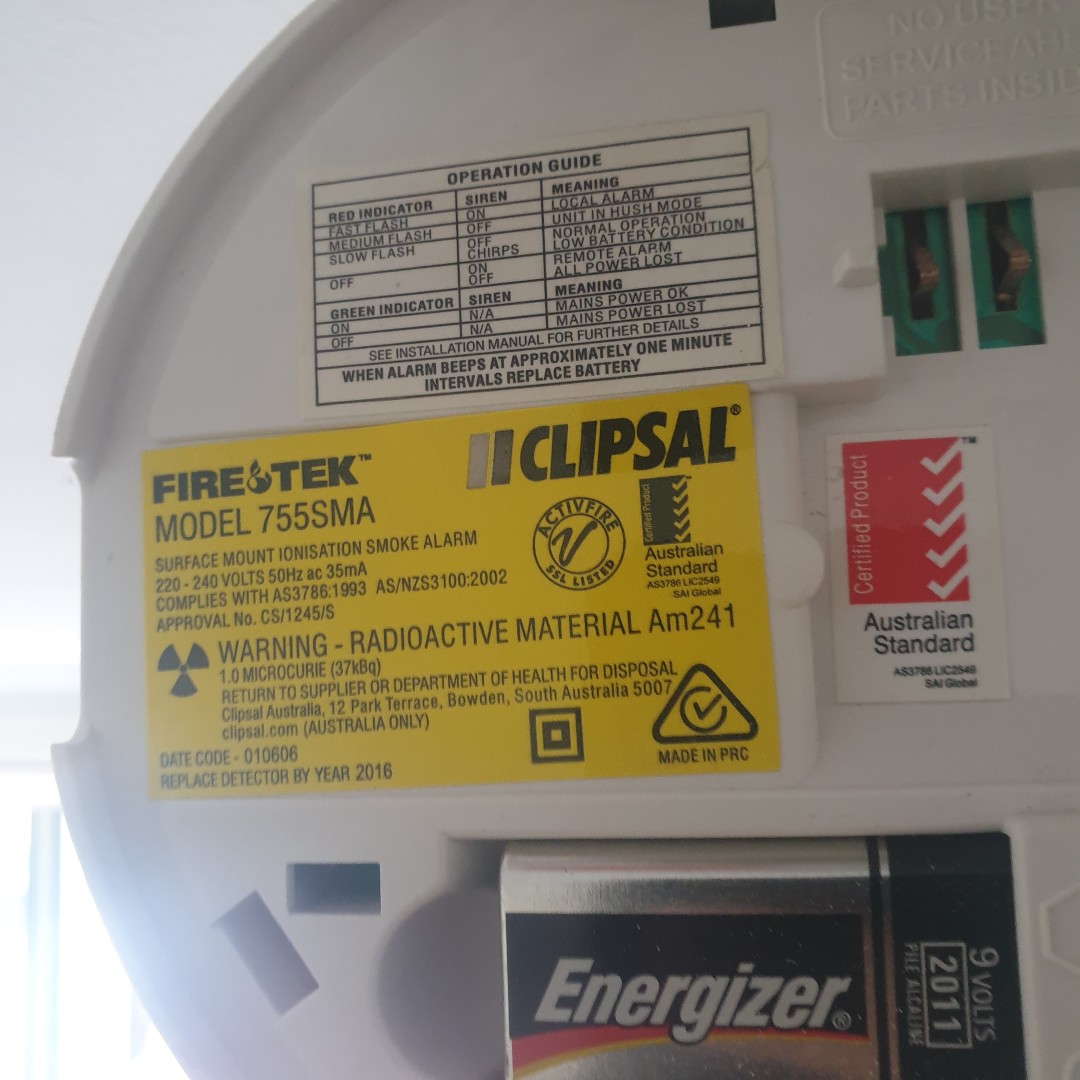 NO USER
SERVICEABL
PARTS INSID
OPERATION GUIDE
RED INDICATOR SIREN MEANING
FAST FLASH ON LOCAL ALARM
MEDIUM FLASH OFF UNIT IN HUSH MODE
SLOW FLASH OFF NORMAL OPERATION
CHIRPS LOW BATTERY CONDITION
OFF ON REMOTE ALARM
OFF ALL POWER LOST
GREEN INDICATOR SIREN MEANING
ON N/A MAINS POWER OK
OFF N/A MAINS POWER LOST
SEE INSTALLATION MANUAL FOR FURTHER DETAILS
WHEN ALARM BEEPS AT APPROXIMATELY ONE MINUTE
INTERVALS REPLACE BATTERY
FIRETEK™
CLIPSAL®
MODEL 755SMA
SURFACE MOUNT IONISATION SMOKE ALARM
220 - 240 VOLTS 50Hz ac 35mA
COMPLIES WITH AS3786:1993 AS/NZS3100:2002
APPROVAL No. CS/1245/S
ACTIVFIRE
SSL LISTED
Certified Product
Australian
Standard
AS3786 LIC2549
SAI Global
WARNING - RADIOACTIVE MATERIAL Am241
1.0 MICROCURIE (37kBq)
RETURN TO SUPPLIER OR DEPARTMENT OF HEALTH FOR DISPOSAL
Clipsal Australia, 12 Park Terrace, Bowden, South Australia 5007
clipsal.com (AUSTRALIA ONLY)
DATE CODE - 010606
REPLACE DETECTOR BY YEAR 2016
MADE IN PRC
Certified Product
™
Australian
Standard
AS3786 LIC2549
SAI Global
Energizer®
9 VOLTS
2011
PILE ALCALINE